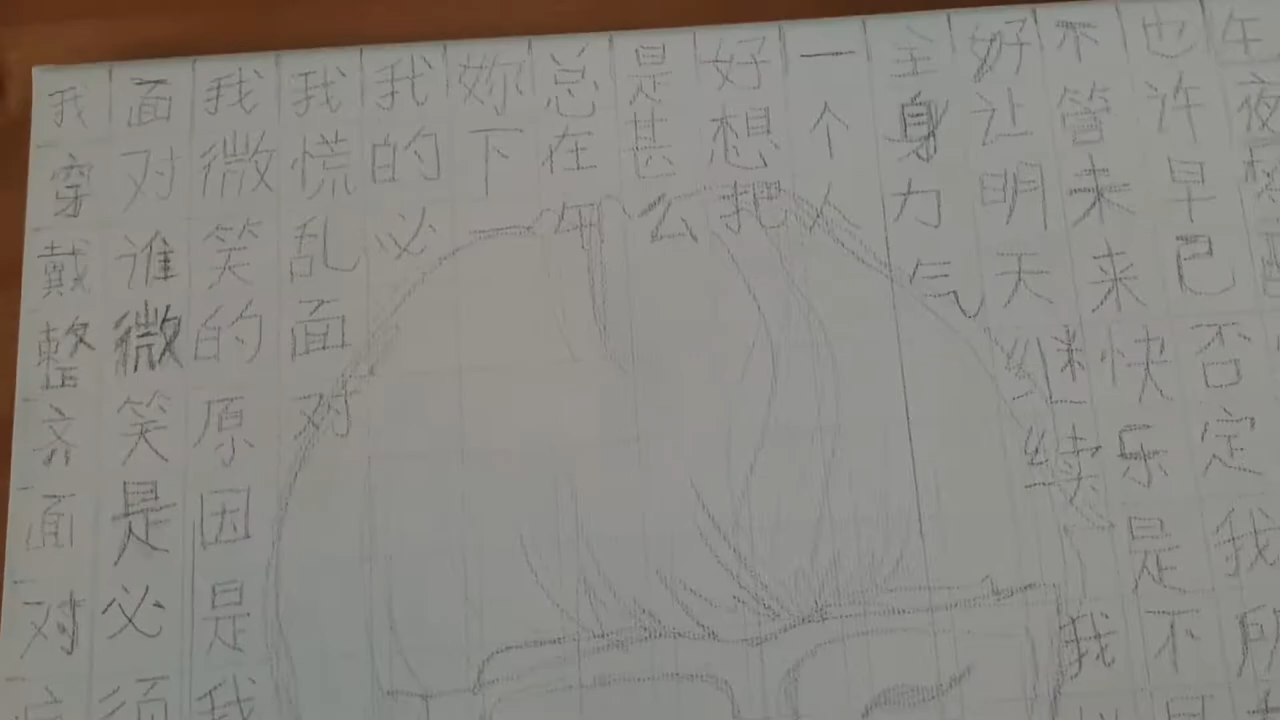 我穿戴整齐面对
面对谁微笑是必须
我微笑的原因是我
我慌乱面对
我的必
妳下一
总在午
是甚么
好想把
一个人
全身力气
好让明天继续
不管未来快乐是不
也许早已否定我所
午夜